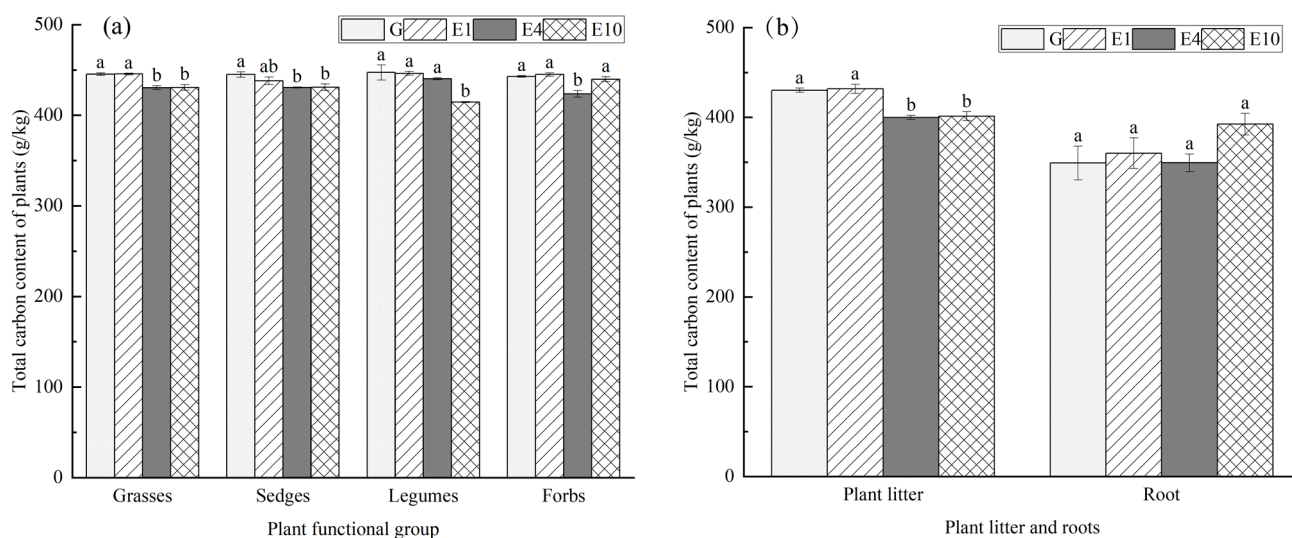 (a)
G E1 E4 E10
500
400
300
200
100
0
Total carbon content of plants (g/kg)
a a b b
a ab b b
a a a b
a a b a
Grasses Sedges Legumes Forbs
Plant functional group
(b)
G E1 E4 E10
500
400
300
200
100
0
Total carbon content of plants (g/kg)
a a b b
a a a a
Plant litter Root
Plant litter and roots